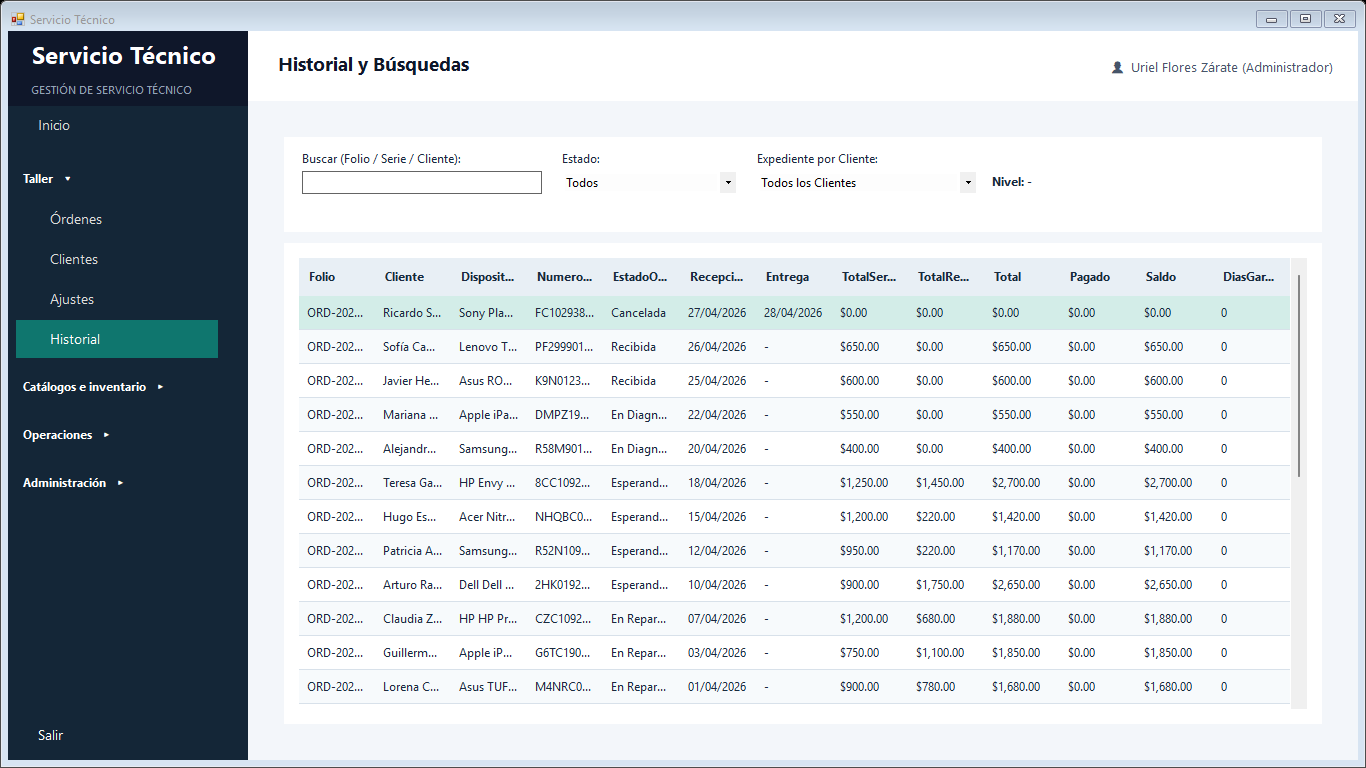 Servicio Técnico
Servicio Técnico
GESTIÓN DE SERVICIO TÉCNICO
Inicio
Taller
Órdenes
Clientes
Ajustes
Historial
Catálogos e inventario
Operaciones
Administración
Salir
Historial y Búsquedas
Uriel Flores Zárate (Administrador)
Buscar (Folio / Serie / Cliente): Estado: Expediente por Cliente:
Todos Todos los Clientes Nivel: -
Folio Cliente Disposit... Numero... EstadoO... Recepci... Entrega TotalSer... TotalRe... Total Pagado Saldo DiasGar...
ORD-202... Ricardo S... Sony Pla... FC102938... Cancelada 27/04/2026 28/04/2026 $0.00 $0.00 $0.00 $0.00 $0.00 0
ORD-202... Sofía Ca... Lenovo T... PF299901... Recibida 26/04/2026 - $650.00 $0.00 $650.00 $0.00 $650.00 0
ORD-202... Javier He... Asus RO... K9N0123... Recibida 25/04/2026 - $600.00 $0.00 $600.00 $0.00 $600.00 0
ORD-202... Mariana ... Apple iPa... DMPZ19... En Diagn... 22/04/2026 - $550.00 $0.00 $550.00 $0.00 $550.00 0
ORD-202... Alejandr... Samsung... R58M901... En Diagn... 20/04/2026 - $400.00 $0.00 $400.00 $0.00 $400.00 0
ORD-202... Teresa Ga... HP Envy ... 8CC1092... Esperand... 18/04/2026 - $1,250.00 $1,450.00 $2,700.00 $0.00 $2,700.00 0
ORD-202... Hugo Es... Acer Nitr... NHQBC0... Esperand... 15/04/2026 - $1,200.00 $220.00 $1,420.00 $0.00 $1,420.00 0
ORD-202... Patricia A... Samsung... R52N109... Esperand... 12/04/2026 - $950.00 $220.00 $1,170.00 $0.00 $1,170.00 0
ORD-202... Arturo Ra... Dell Dell ... 2HK0192... Esperand... 10/04/2026 - $900.00 $1,750.00 $2,650.00 $0.00 $2,650.00 0
ORD-202... Claudia Z... HP HP Pr... CZC1092... En Repar... 07/04/2026 - $1,200.00 $680.00 $1,880.00 $0.00 $1,880.00 0
ORD-202... Guillerm... Apple iP... G6TC190... En Repar... 03/04/2026 - $750.00 $1,100.00 $1,850.00 $0.00 $1,850.00 0
ORD-202... Lorena C... Asus TUF... M4NRC0... En Repar... 01/04/2026 - $900.00 $780.00 $1,680.00 $0.00 $1,680.00 0